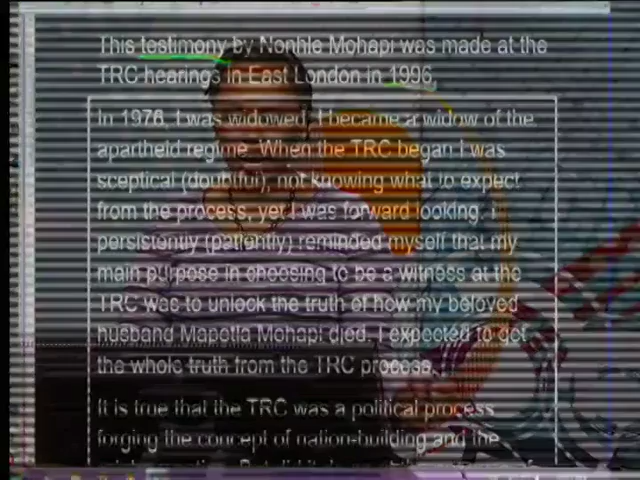 This testimony by Nonhle Mohapi was made at the
TRC hearings in East London in 1996.
In 1976, I was widowed. I became a widow of the
apartheid regime. When the TRC began I was
sceptical (doubtful), not knowing what to expect
from the process, yet I was forward looking. I
persistently (patiently) reminded myself that my
main purpose in choosing to be a witness at the
TRC was to unlock the truth of how my beloved
husband Mapetla Mohapi died. I expected to get
the whole truth from the TRC process.
It is true that the TRC was a political process
forging the concept of nation-building and the